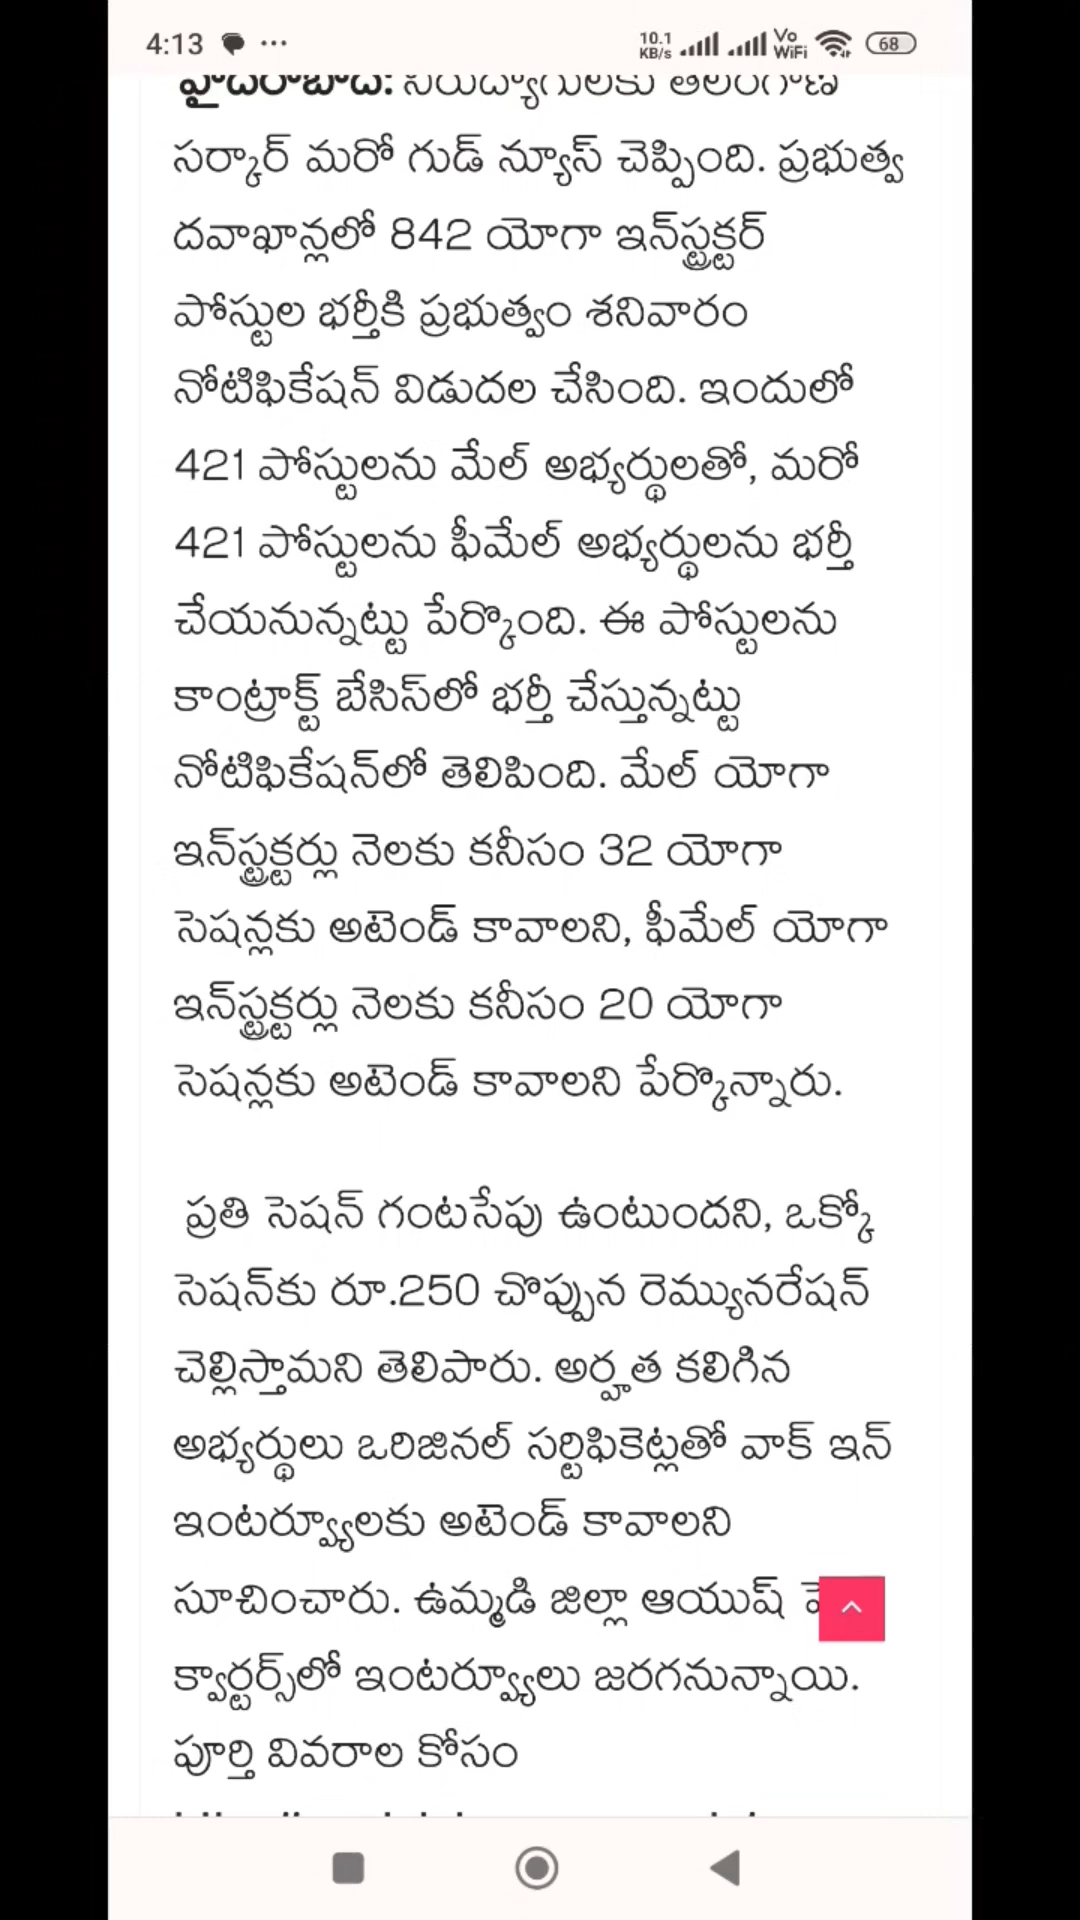 4:13 ... 10.1 KB/s Vo WiFi 68
హైదరాబాద్: నిరుద్యోగులకు తెలంగాణ
సర్కార్ మరో గుడ్ న్యూస్ చెప్పింది. ప్రభుత్వ
దవాఖాన్లలో 842 యోగా ఇన్‌స్ట్రక్టర్
పోస్టుల భర్తీకి ప్రభుత్వం శనివారం
నోటిఫికేషన్ విడుదల చేసింది. ఇందులో
421 పోస్టులను మేల్ అభ్యర్థులతో, మరో
421 పోస్టులను ఫీమేల్ అభ్యర్థులను భర్తీ
చేయనున్నట్టు పేర్కొంది. ఈ పోస్టులను
కాంట్రాక్ట్ బేసిస్‌లో భర్తీ చేస్తున్నట్టు
నోటిఫికేషన్‌లో తెలిపింది. మేల్ యోగా
ఇన్‌స్ట్రక్టర్లు నెలకు కనీసం 32 యోగా
సెషన్లకు అటెండ్ కావాలని, ఫీమేల్ యోగా
ఇన్‌స్ట్రక్టర్లు నెలకు కనీసం 20 యోగా
సెషన్లకు అటెండ్ కావాలని పేర్కొన్నారు.
ప్రతి సెషన్ గంటసేపు ఉంటుందని, ఒక్కో
సెషన్‌కు రూ.250 చొప్పున రెమ్యునరేషన్
చెల్లిస్తామని తెలిపారు. అర్హత కలిగిన
అభ్యర్థులు ఒరిజినల్ సర్టిఫికెట్లతో వాక్ ఇన్
ఇంటర్వ్యూలకు అటెండ్ కావాలని
సూచించారు. ఉమ్మడి జిల్లా ఆయుష్
క్వార్టర్స్‌లో ఇంటర్వ్యూలు జరగనున్నాయి.
పూర్తి వివరాల కోసం